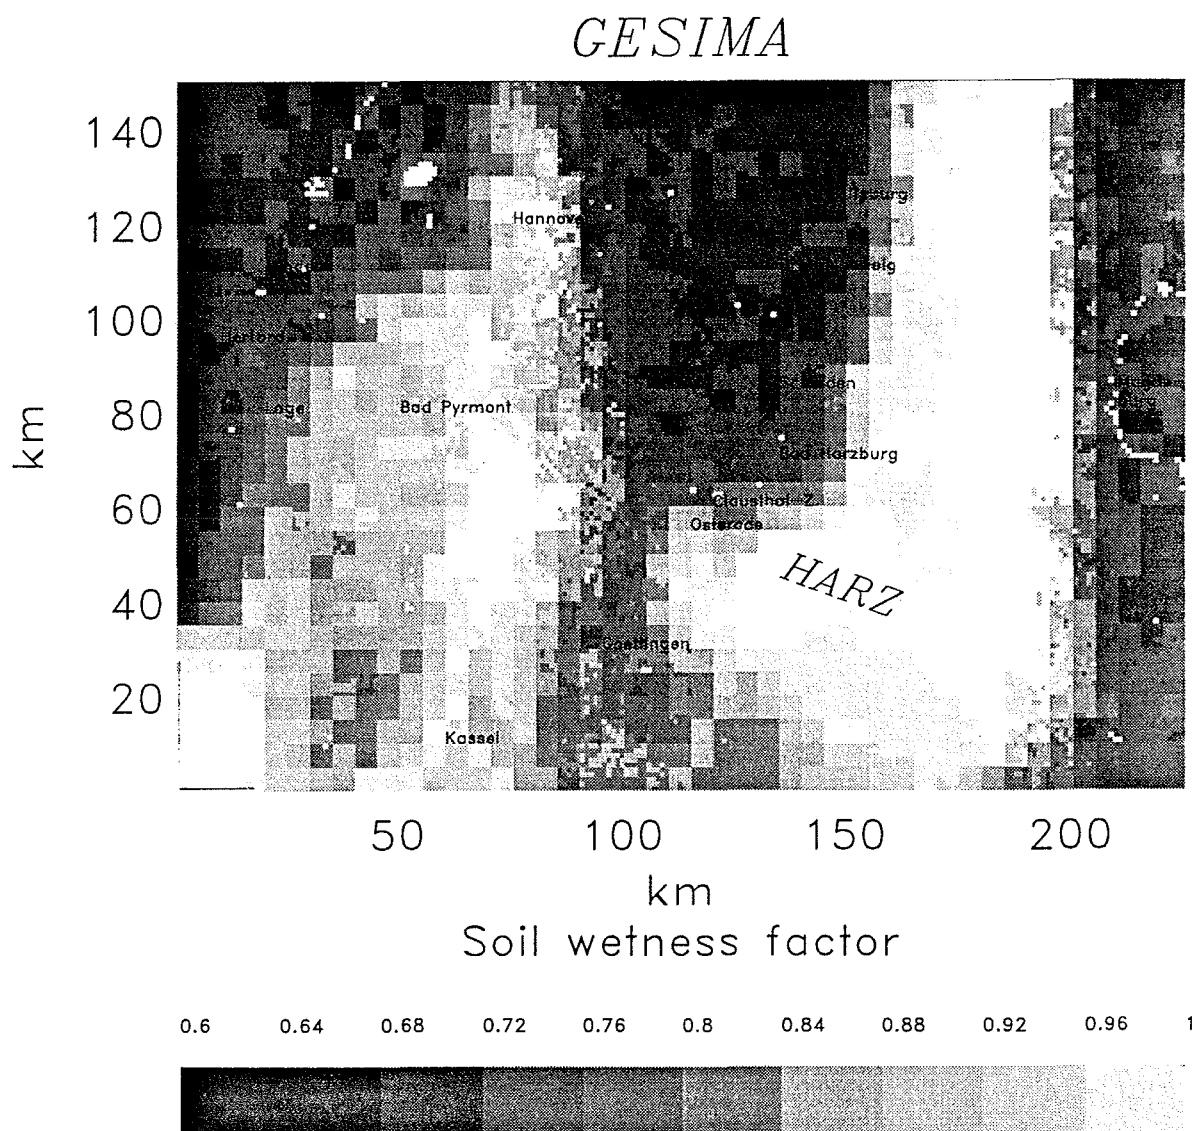 GESIMA
140
120
100
80
60
40
20
km
Hannover
Bad Pyrmont
Bad Harzburg
Clausthal-Z
Osterode
HARZ
Goettingen
Kassel
50 100 150 200
km
Soil wetness factor
0.6 0.64 0.68 0.72 0.76 0.8 0.84 0.88 0.92 0.96 1